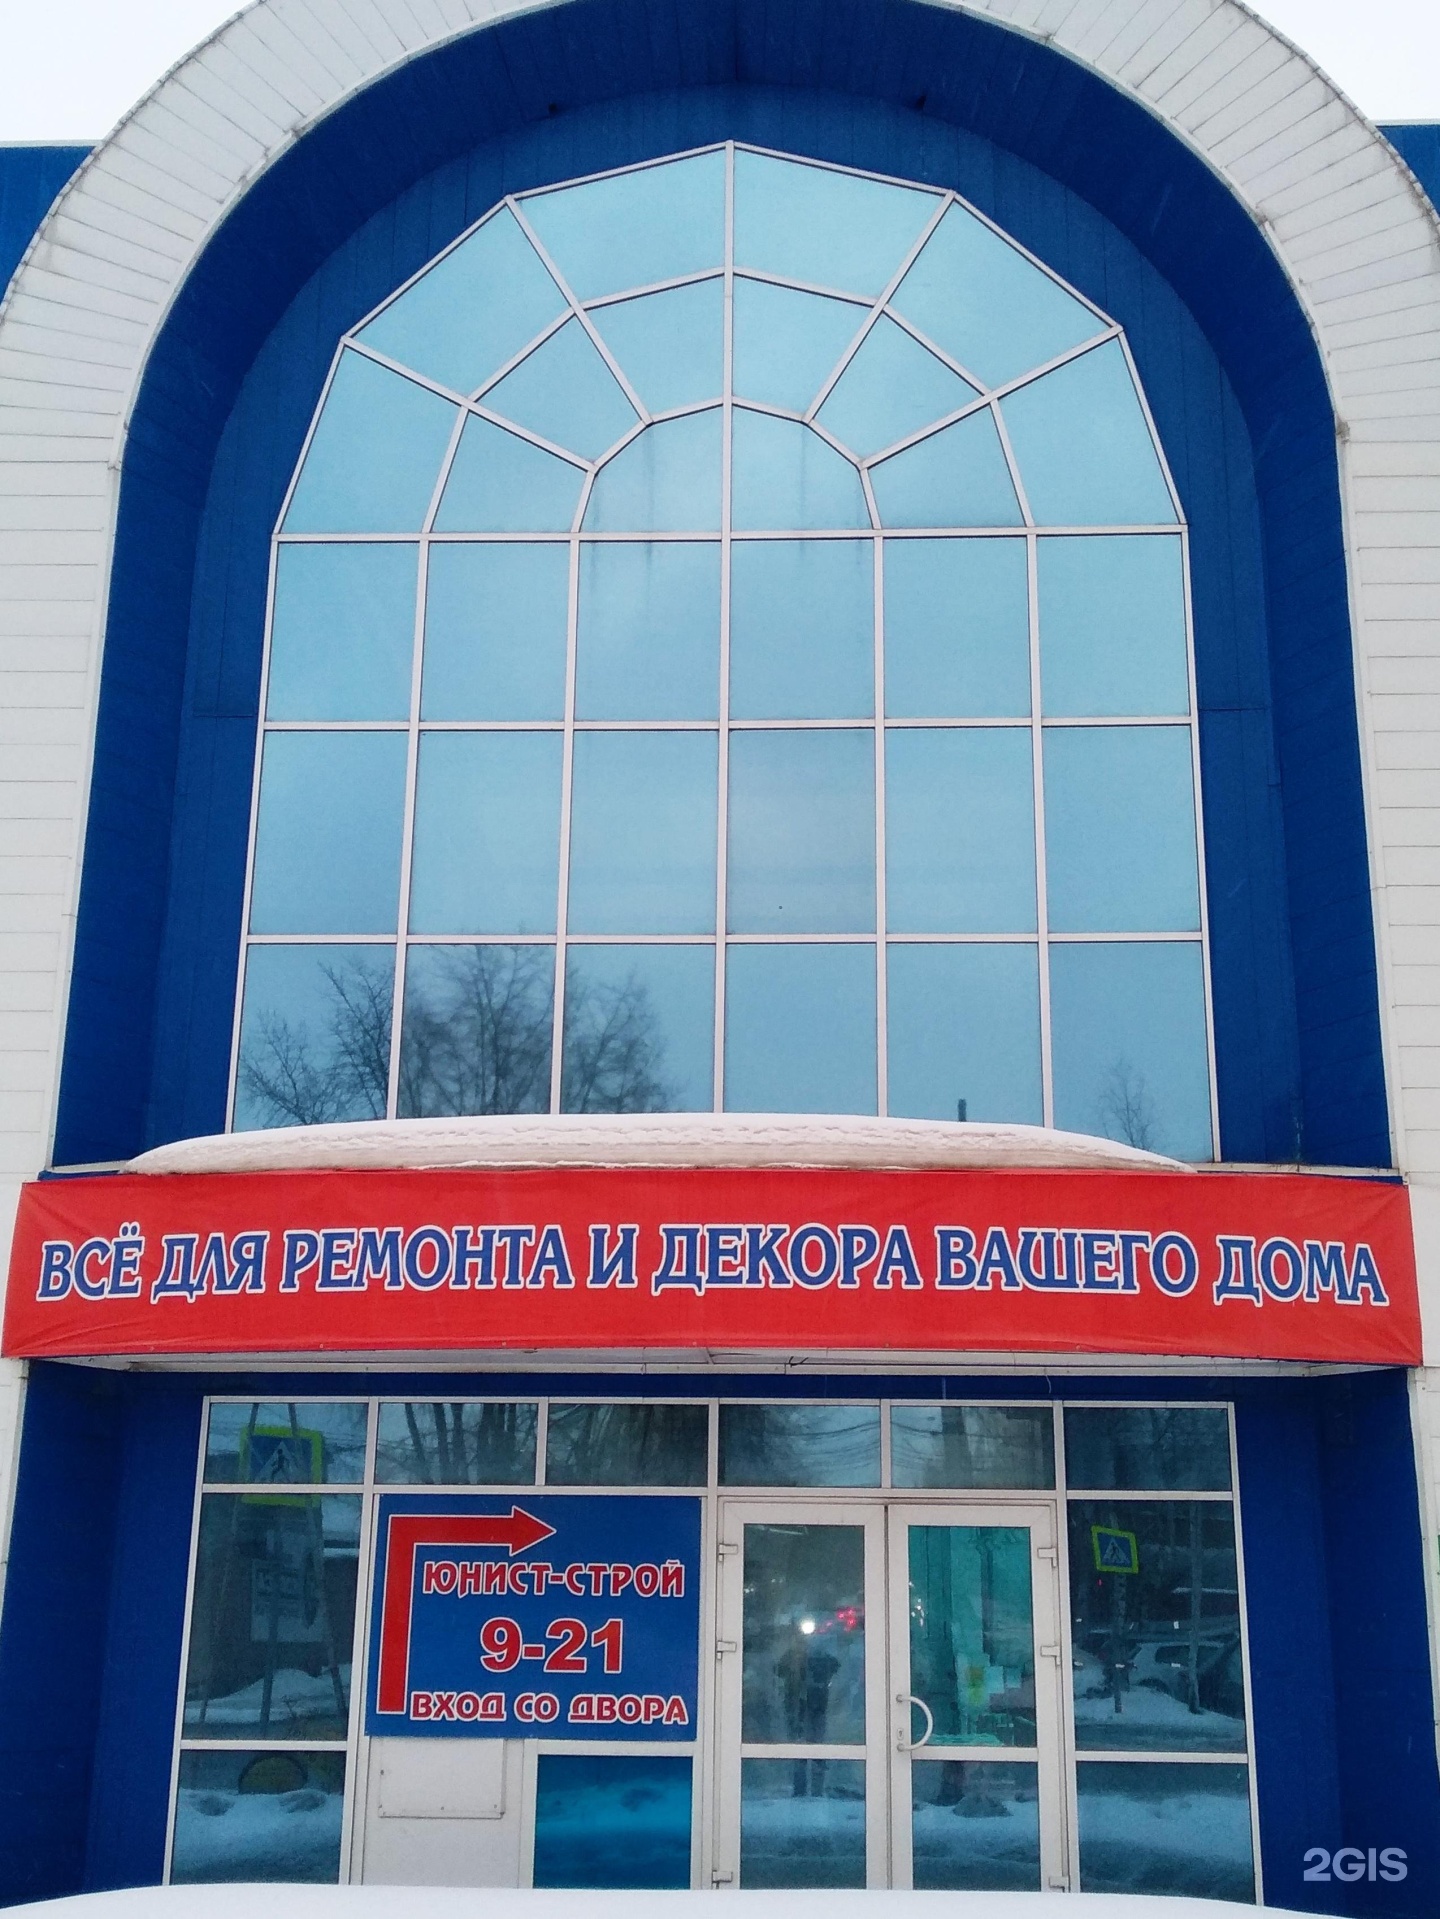 ВСЁ ДЛЯ РЕМОНТА И ДЕКОРА ВАШЕГО ДОМА
ЮНИСТ-СТРОЙ
9-21
ВХОД СО ДВОРА
2GIS